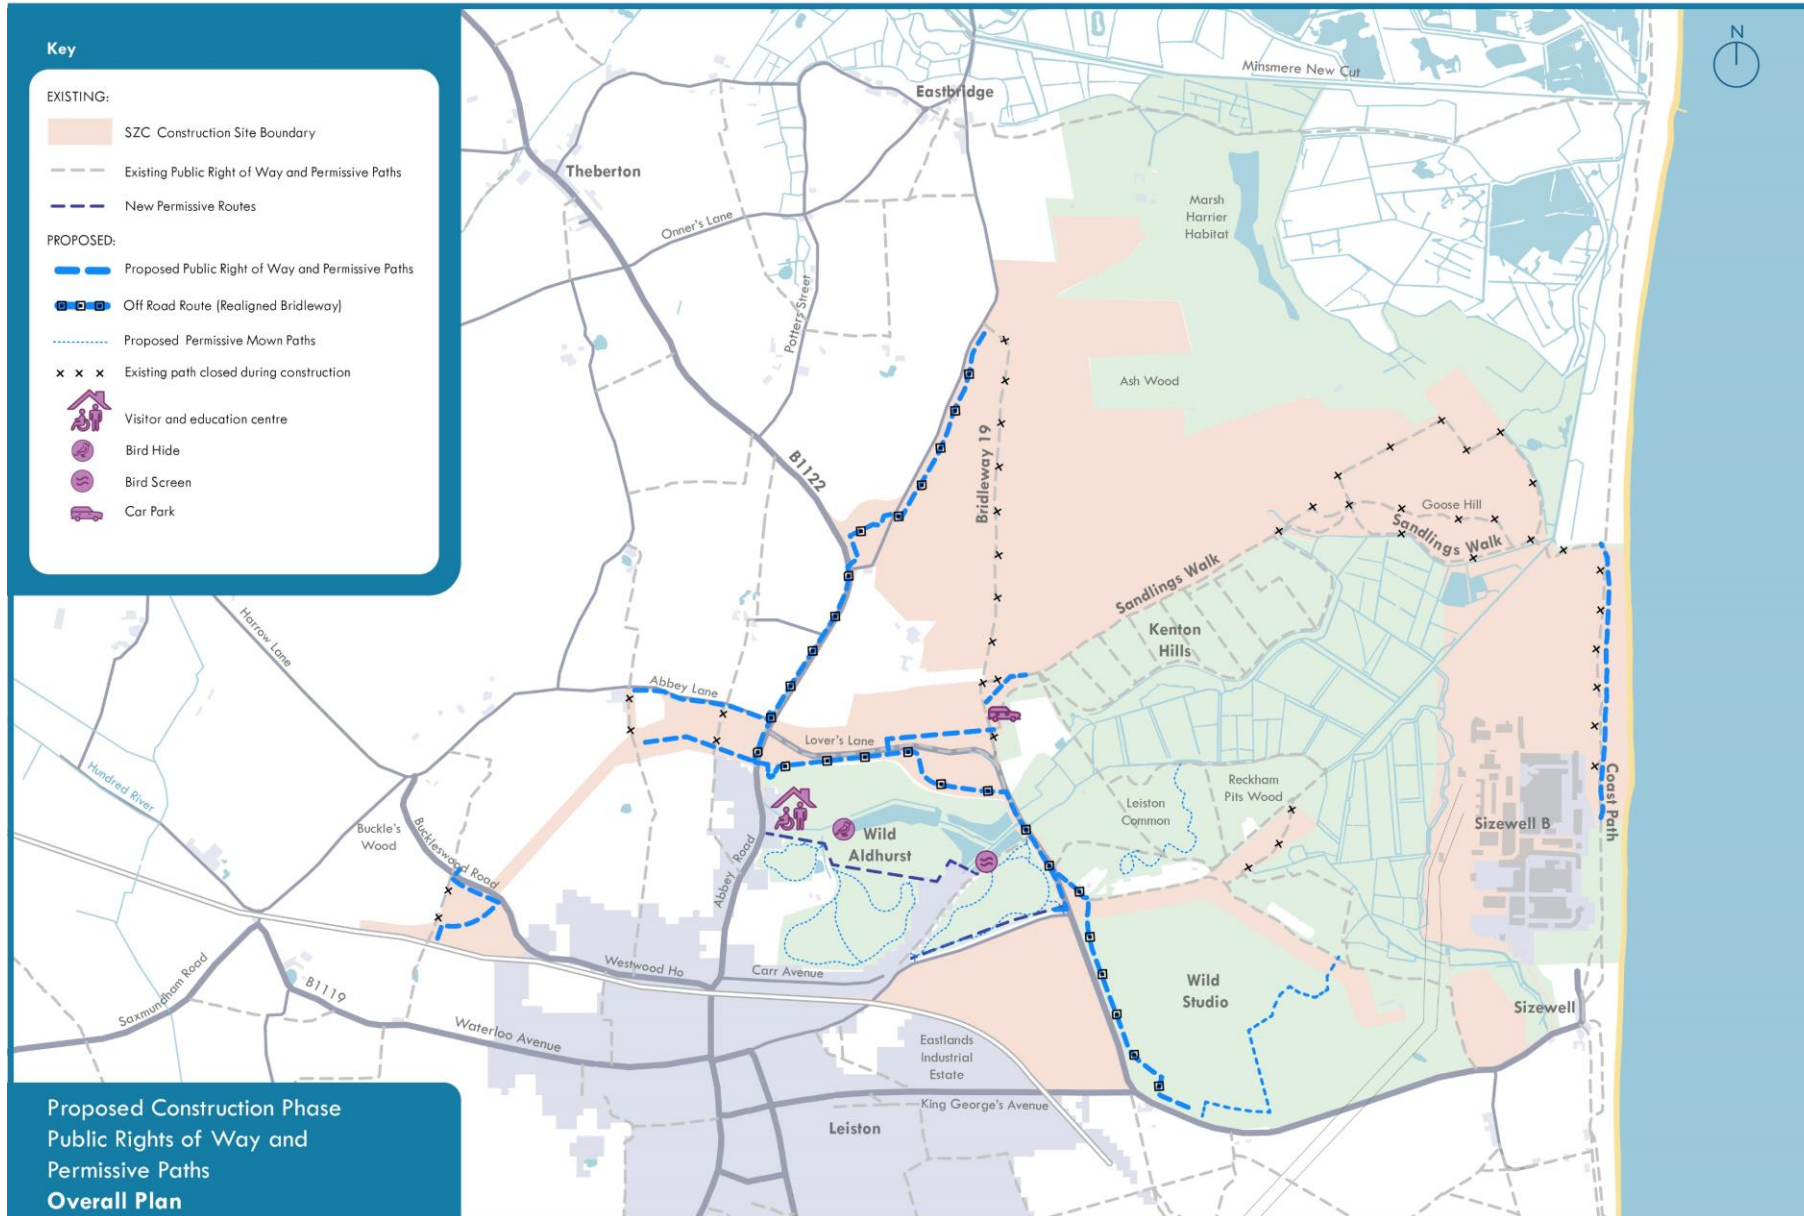 Key
EXISTING:
SZC Construction Site Boundary
Existing Public Right of Way and Permissive Paths
New Permissive Routes
PROPOSED:
Proposed Public Right of Way and Permissive Paths
Off Road Route (Realigned Bridleway)
Proposed Permissive Mown Paths
Existing path closed during construction
Visitor and education centre
Bird Hide
Bird Screen
Car Park
N
Minsmere New Cut
Eastbridge
Theberton
Marsh
Harrier
Habitat
Onner's Lane
Potters Street
Ash Wood
B1122
Bridleway 19
Goose Hill
Sandlings Walk
Sandlings Walk
Kenton
Hills
Harrow Lane
Abbey Lane
Lover's Lane
Hundred River
Buckle's
Wood
Buckleswood Road
Wild
Aldhurst
Abbey Road
Leiston
Common
Reckham
Pits Wood
Sizewell B
Coast Path
Westwood Ho
Carr Avenue
Wild
Studio
Sizewell
Saxmundham Road
B1119
Waterloo Avenue
Eastlands
Industrial
Estate
King George's Avenue
Leiston
Proposed Construction Phase
Public Rights of Way and
Permissive Paths
Overall Plan